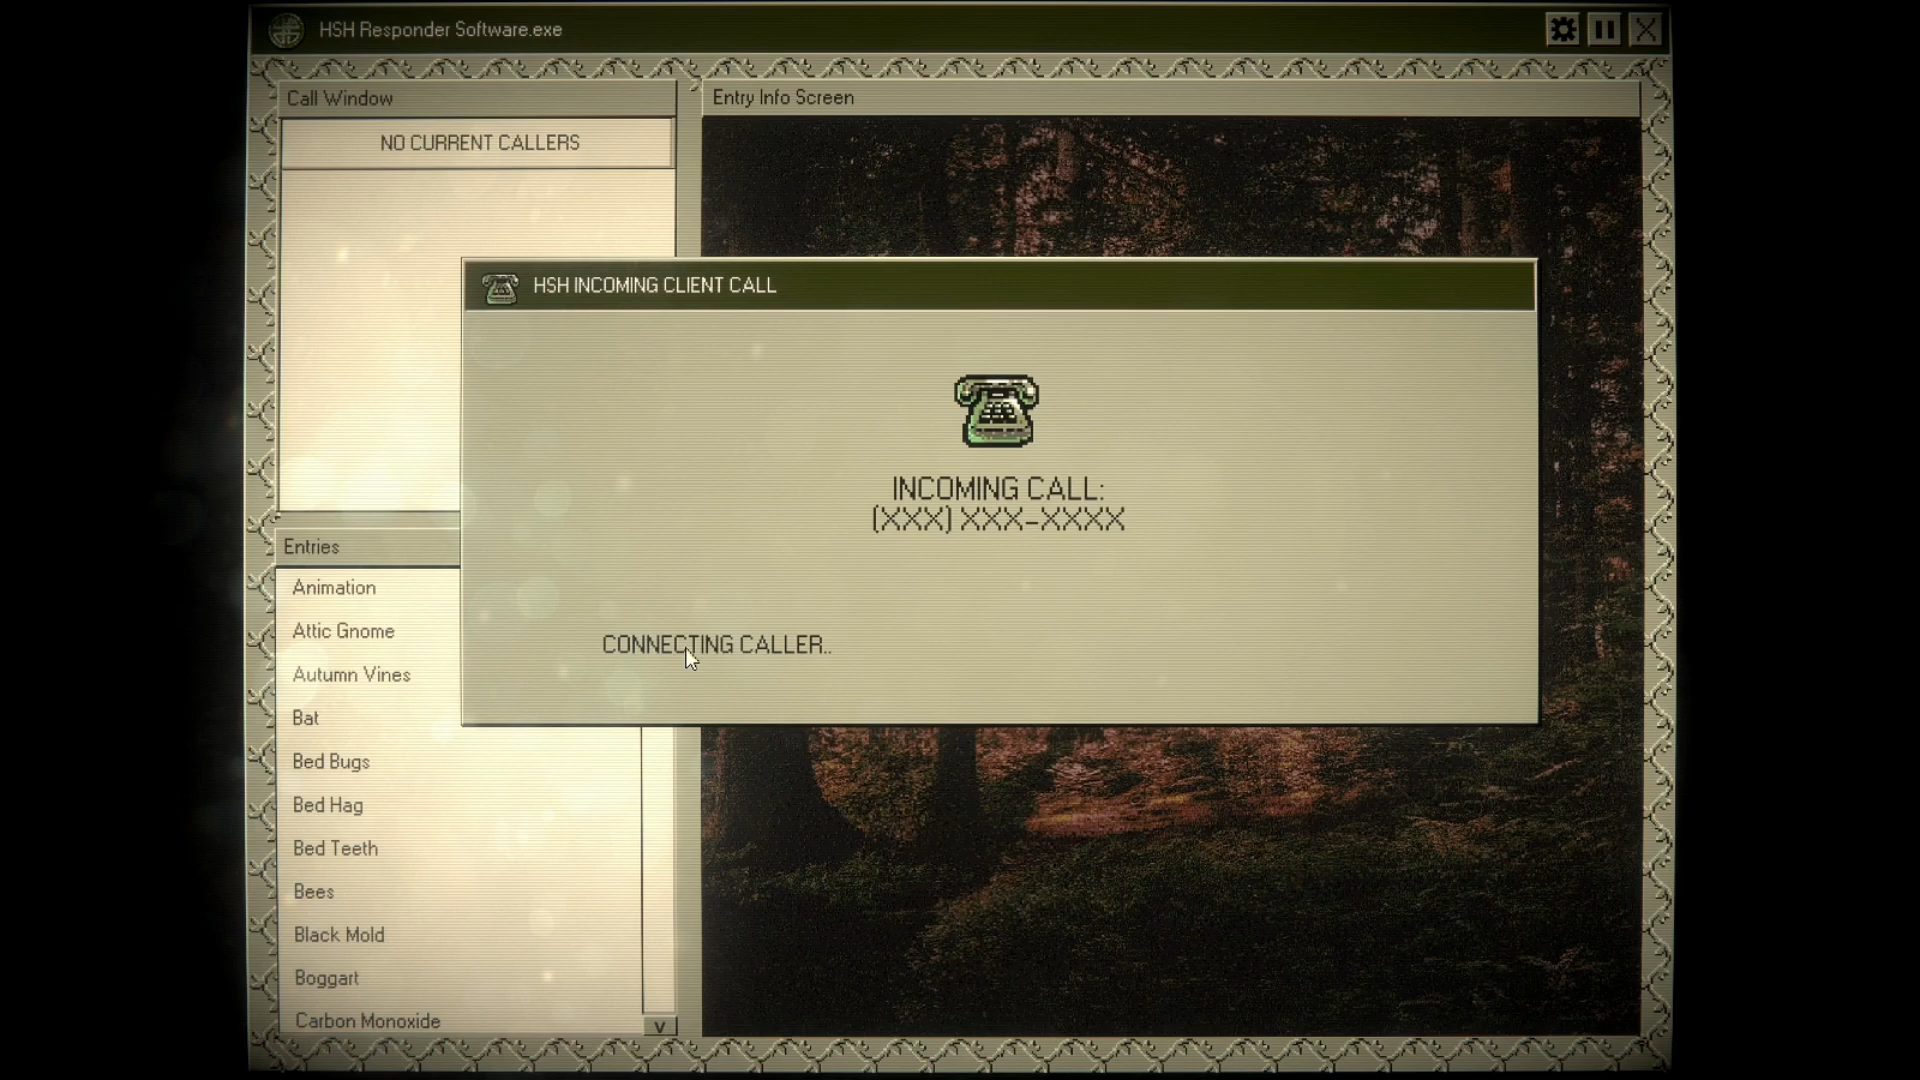 HSH Responder Software.exe
Call Window
NO CURRENT CALLERS
Entry Info Screen
HSH INCOMING CLIENT CALL
INCOMING CALL:
(XXX) XXX-XXXX
CONNECTING CALLER..
Entries
Animation
Attic Gnome
Autumn Vines
Bat
Bed Bugs
Bed Hag
Bed Teeth
Bees
Black Mold
Boggart
Carbon Monoxide
V